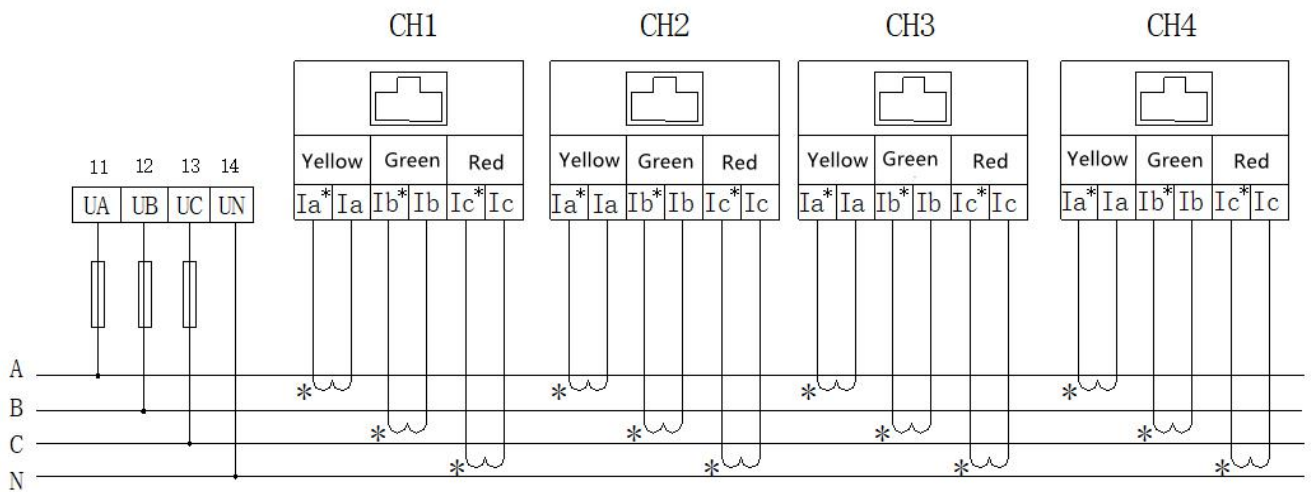 CH1 CH2 CH3 CH4
11 12 13 14
Yellow Green Red Yellow Green Red Yellow Green Red Yellow Green Red
UA UB UC UN
Ia* Ia Ib* Ib Ic* Ic Ia* Ia Ib* Ib Ic* Ic Ia* Ia Ib* Ib Ic* Ic Ia* Ia Ib* Ib Ic* Ic
A
* * * *
B
* * * *
C
* * * *
N